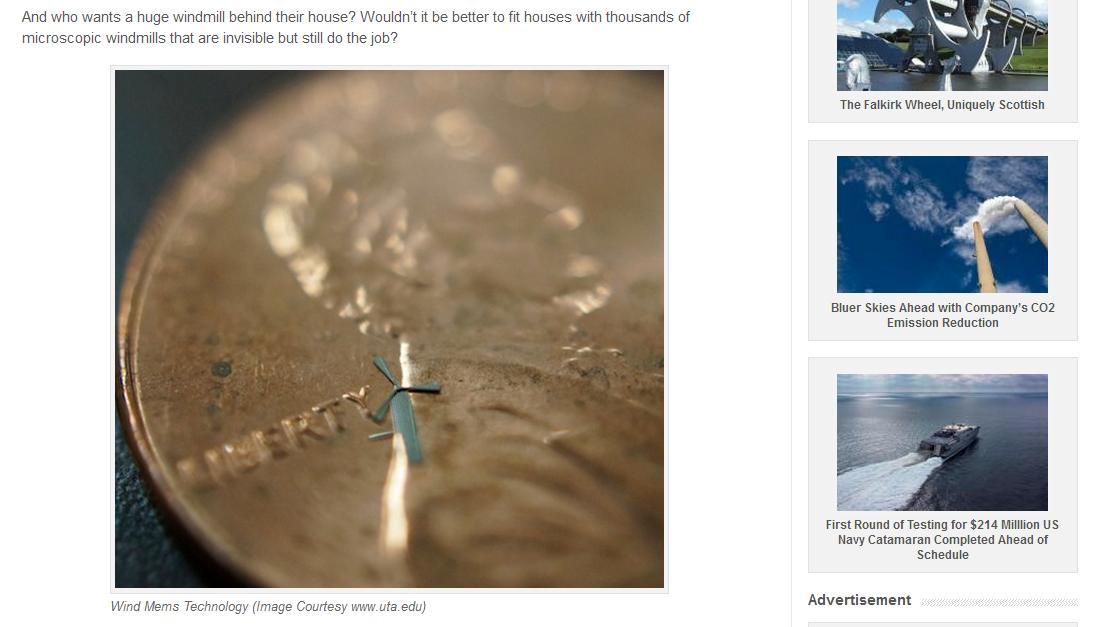 And who wants a huge windmill behind their house? Wouldn’t it be better to fit houses with thousands of
microscopic windmills that are invisible but still do the job?
LIBERTY
Wind Mems Technology (Image Courtesy www.uta.edu)
The Falkirk Wheel, Uniquely Scottish
Bluer Skies Ahead with Company’s CO2
Emission Reduction
First Round of Testing for $214 Milllion US
Navy Catamaran Completed Ahead of
Schedule
Advertisement